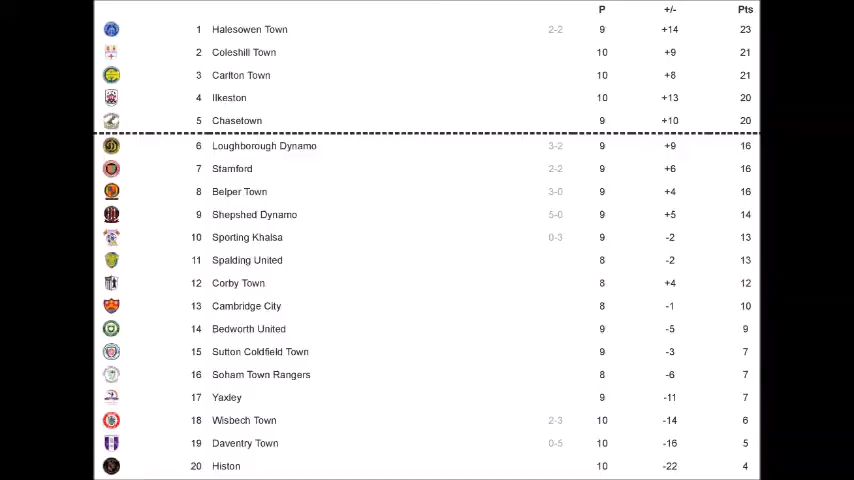 P +/- Pts
1 Halesowen Town 2-2 9 +14 23
2 Coleshill Town 10 +9 21
3 Carlton Town 10 +8 21
4 Ilkeston 10 +13 20
5 Chasetown 9 +10 20
6 Loughborough Dynamo 3-2 9 +9 16
7 Stamford 2-2 9 +6 16
8 Belper Town 3-0 9 +4 16
9 Shepshed Dynamo 5-0 9 +5 14
10 Sporting Khalsa 0-3 9 -2 13
11 Spalding United 8 -2 13
12 Corby Town 8 +4 12
13 Cambridge City 8 -1 10
14 Bedworth United 9 -5 9
15 Sutton Coldfield Town 9 -3 7
16 Soham Town Rangers 8 -6 7
17 Yaxley 9 -11 7
18 Wisbech Town 2-3 10 -14 6
19 Daventry Town 0-5 10 -16 5
20 Histon 10 -22 4